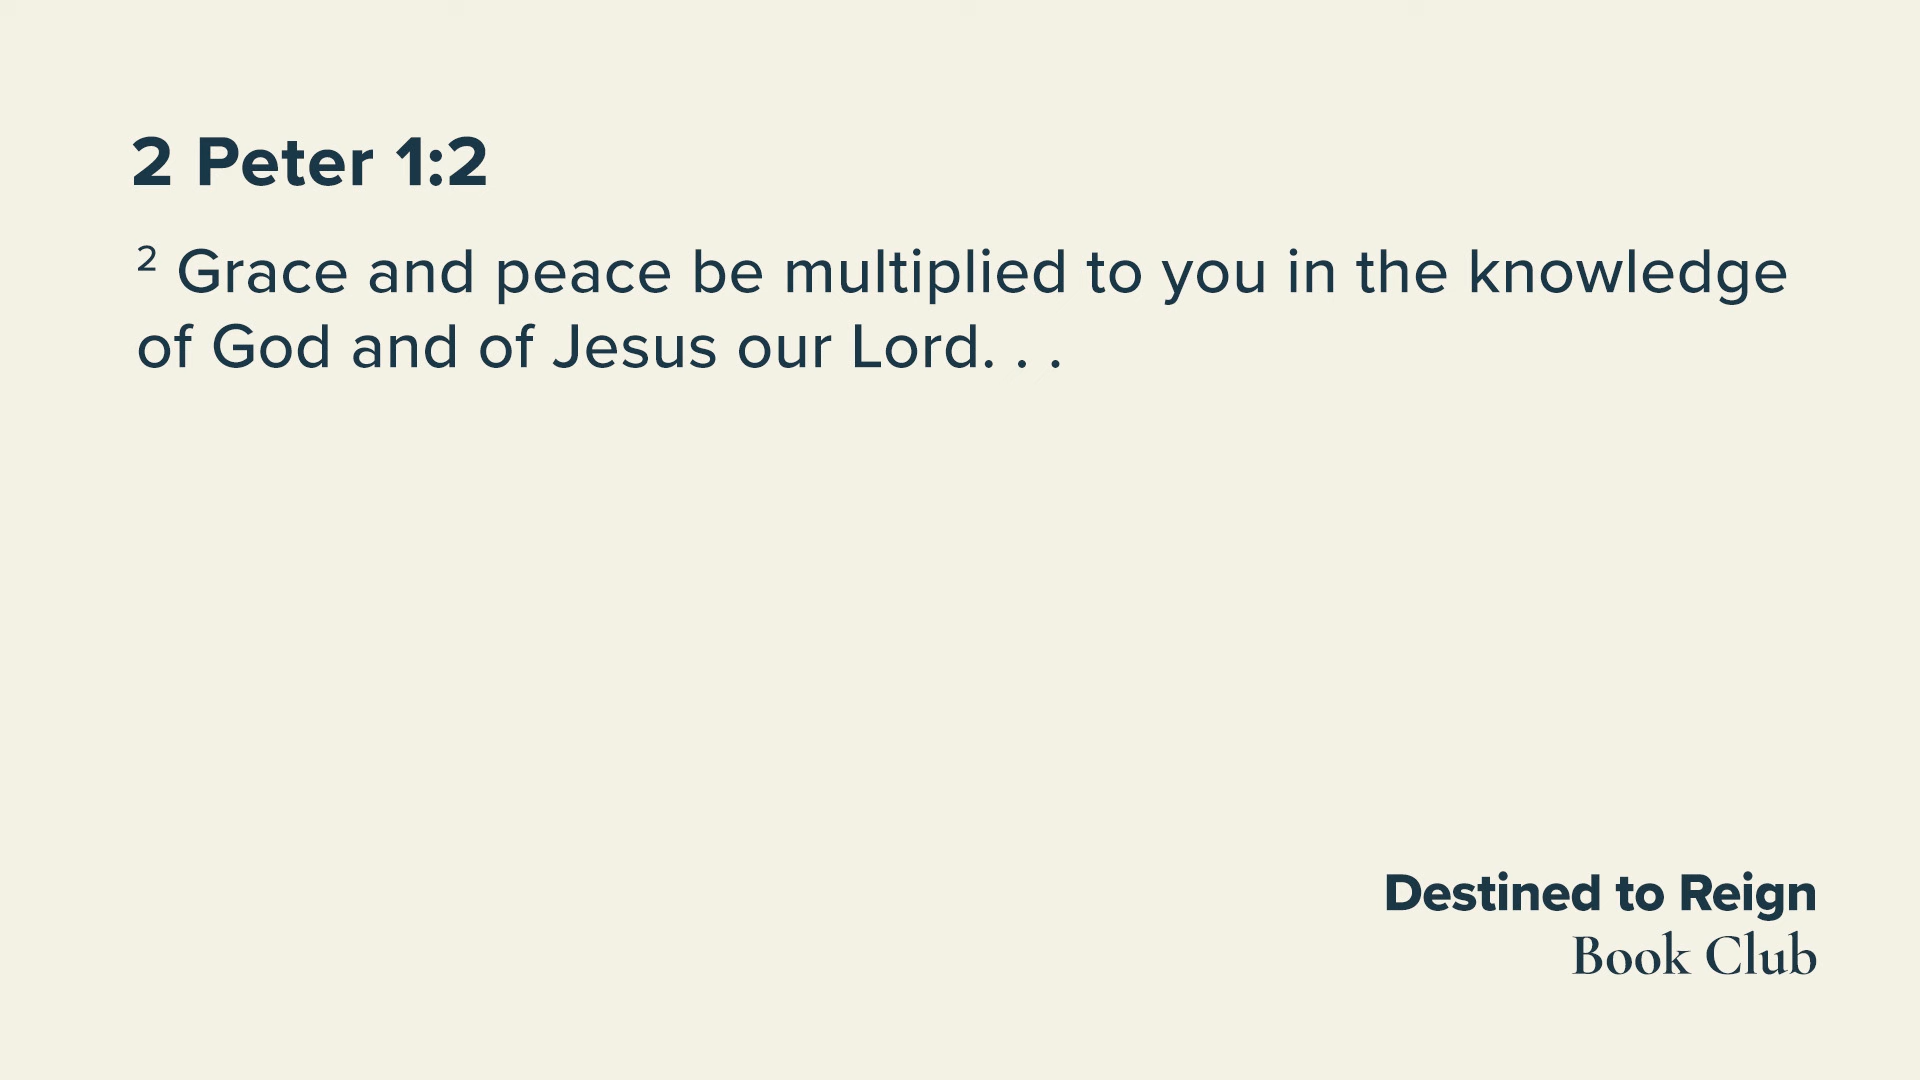 2 Peter 1:2
² Grace and peace be multiplied to you in the knowledge
of God and of Jesus our Lord. . .
Destined to Reign
Book Club